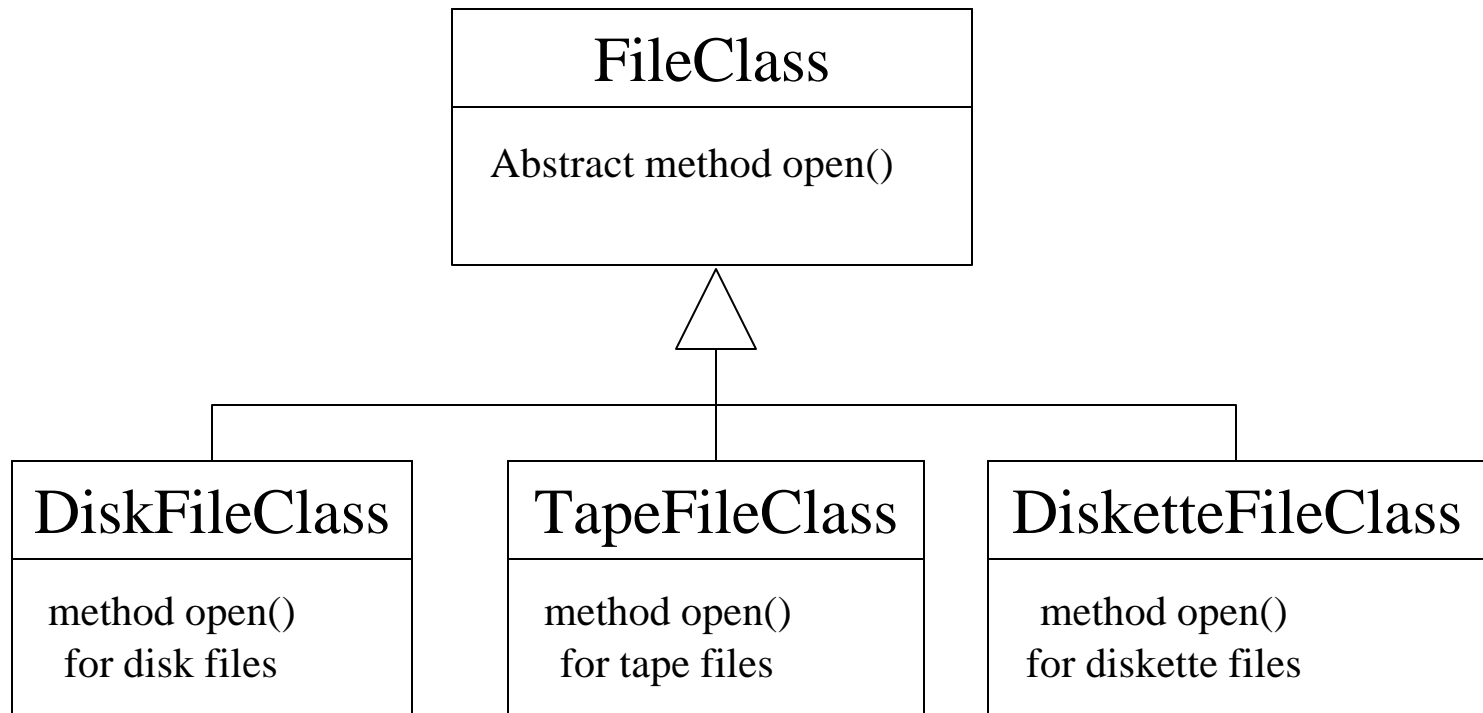 FileClass
Abstract method open()
DiskFileClass
method open()
for disk files
TapeFileClass
method open()
for tape files
DisketteFileClass
method open()
for diskette files